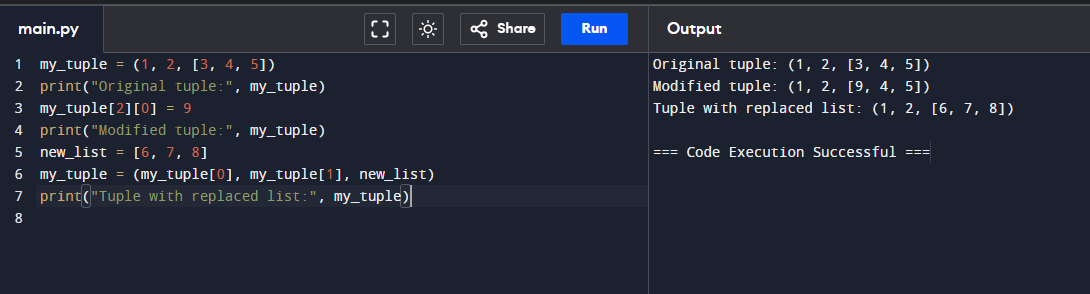 main.py
Share
Run
Output
1 my_tuple = (1, 2, [3, 4, 5])
2 print("Original tuple:", my_tuple)
3 my_tuple[2][0] = 9
4 print("Modified tuple:", my_tuple)
5 new_list = [6, 7, 8]
6 my_tuple = (my_tuple[0], my_tuple[1], new_list)
7 print("Tuple with replaced list:", my_tuple)
8
Original tuple: (1, 2, [3, 4, 5])
Modified tuple: (1, 2, [9, 4, 5])
Tuple with replaced list: (1, 2, [6, 7, 8])
=== Code Execution Successful ===